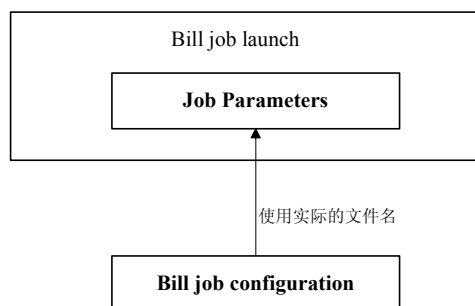 Bill job launch
Job Parameters
使用实际的文件名
Bill job configuration